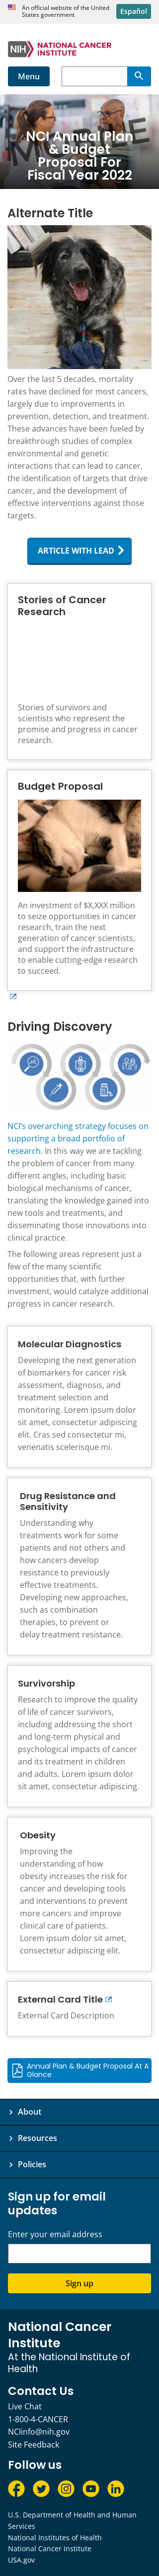 An official website of the United
States government
Español
NIH NATIONAL CANCER
INSTITUTE
Menu
NCI Annual Plan
& Budget
Proposal For
Fiscal Year 2022
Alternate Title
Over the last 5 decades, mortality
rates have declined for most cancers,
largely due to improvements in
prevention, detection, and treatment.
These advances have been fueled by
breakthrough studies of complex
environmental and genetic
interactions that can lead to cancer,
the identification of targets that drive
cancer, and the development of
effective interventions against those
targets.
ARTICLE WITH LEAD
Stories of Cancer
Research
Stories of survivors and
scientists who represent the
promise and progress in cancer
research.
Budget Proposal
An investment of $X,XXX million
to seize opportunities in cancer
research, train the next
generation of cancer scientists,
and support the infrastructure
to enable cutting-edge research
to succeed.
Driving Discovery
NCI’s overarching strategy focuses on
supporting a broad portfolio of
research. In this way we are tackling
the problem of cancer from many
different angles, including basic
biological mechanisms of cancer,
translating the knowledge gained into
new tools and treatments, and
disseminating those innovations into
clinical practice.
The following areas represent just a
few of the many scientific
opportunities that, with further
investment, would catalyze additional
progress in cancer research.
Molecular Diagnostics
Developing the next generation
of biomarkers for cancer risk
assessment, diagnosis, and
treatment selection and
monitoring. Lorem ipsum dolor
sit amet, consectetur adipiscing
elit. Cras sed consectetur mi,
venenatis scelerisque mi.
Drug Resistance and
Sensitivity
Understanding why
treatments work for some
patients and not others and
how cancers develop
resistance to previously
effective treatments.
Developing new approaches,
such as combination
therapies, to prevent or
delay treatment resistance.
Survivorship
Research to improve the quality
of life of cancer survivors,
including addressing the short
and long-term physical and
psychological impacts of cancer
and its treatment in children
and adults. Lorem ipsum dolor
sit amet, consectetur adipiscing.
Obesity
Improving the
understanding of how
obesity increases the risk for
cancer and developing tools
and interventions to prevent
more cancers and improve
clinical care of patients.
Lorem ipsum dolor sit amet,
consectetur adipiscing elit.
External Card Title
External Card Description
Annual Plan & Budget Proposal At A
Glance
About
Resources
Policies
Sign up for email
updates
Enter your email address
Sign up
National Cancer
Institute
At the National Institute of
Health
Contact Us
Live Chat
1-800-4-CANCER
NCIinfo@nih.gov
Site Feedback
Follow us
U.S. Department of Health and Human
Services
National Institutes of Health
National Cancer Institute
USA.gov